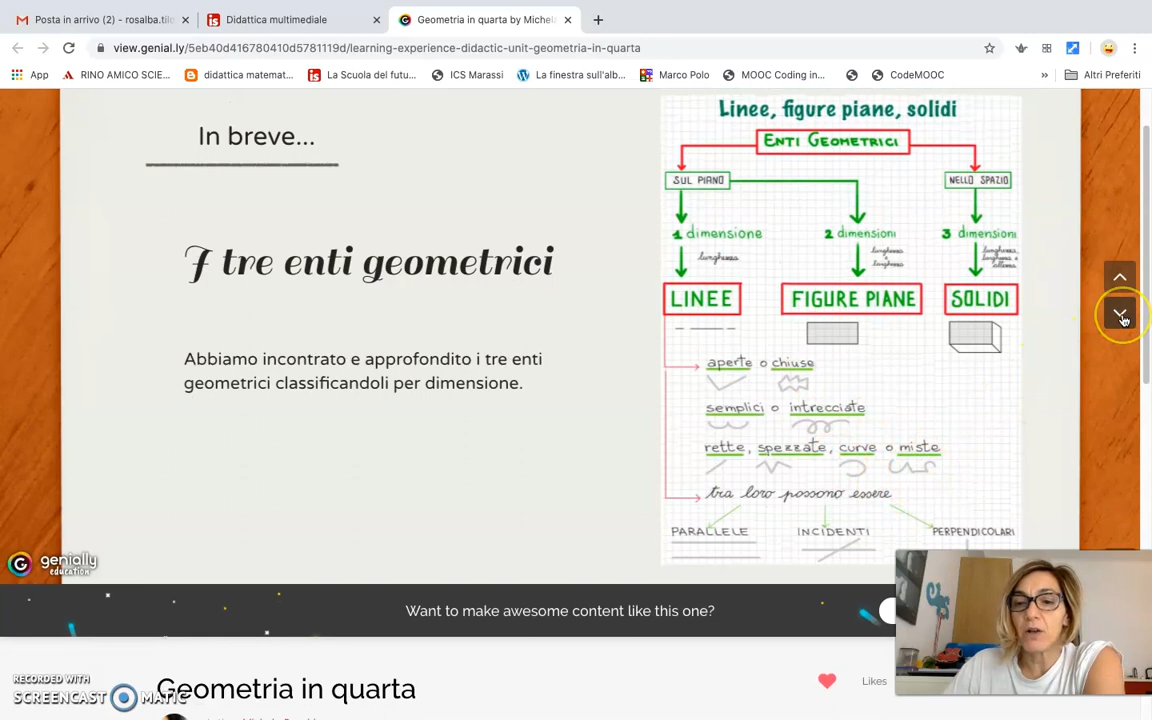 Posta in arrivo (2) - rosalba.tilo
Didattica multimediale
Geometria in quarta by Michela
view.genial.ly/5eb40d416780410d5781119d/learning-experience-didactic-unit-geometria-in-quarta
App
RINO AMICO SCIE...
didattica matemat...
La Scuola del futu...
ICS Marassi
La finestra sull'alb...
Marco Polo
MOOC Coding in...
CodeMOOC
Altri Preferiti
In breve...
I tre enti geometrici
Abbiamo incontrato e approfondito i tre enti
geometrici classificandoli per dimensione.
Linee, figure piane, solidi
ENTI GEOMETRICI
SUL PIANO
NELLO SPAZIO
1 dimensione
2 dimensioni
3 dimensioni
lunghezza
LINEE
FIGURE PIANE
SOLIDI
aperte o chiuse
semplici o intrecciate
rette, spezzate, curve o miste
tra loro possono essere
PARALLELE
INCIDENTI
PERPENDICOLARI
genially
education
Want to make awesome content like this one?
Geometria in quarta
Likes
RECORDED WITH
SCREENCAST MATIC